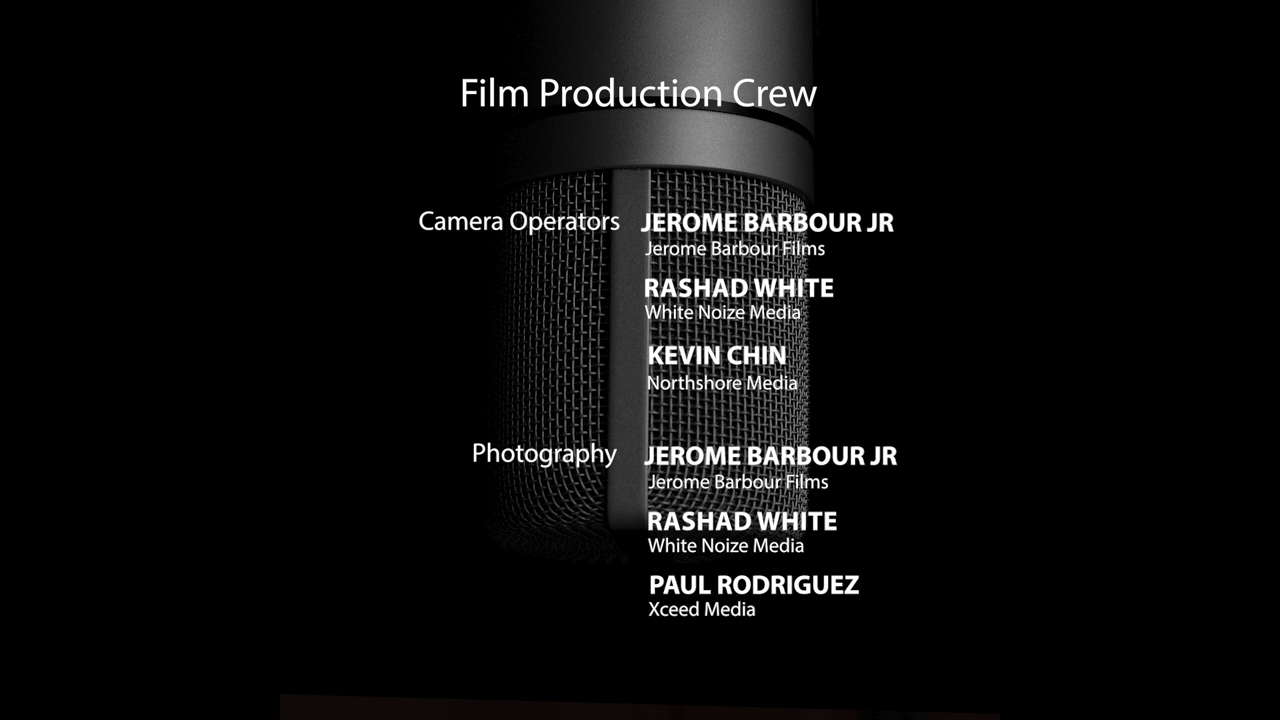 Film Production Crew
Camera Operators JEROME BARBOUR JR
Jerome Barbour Films
RASHAD WHITE
White Noize Media
KEVIN CHIN
Northshore Media
Photography JEROME BARBOUR JR
Jerome Barbour Films
RASHAD WHITE
White Noize Media
PAUL RODRIGUEZ
Xceed Media